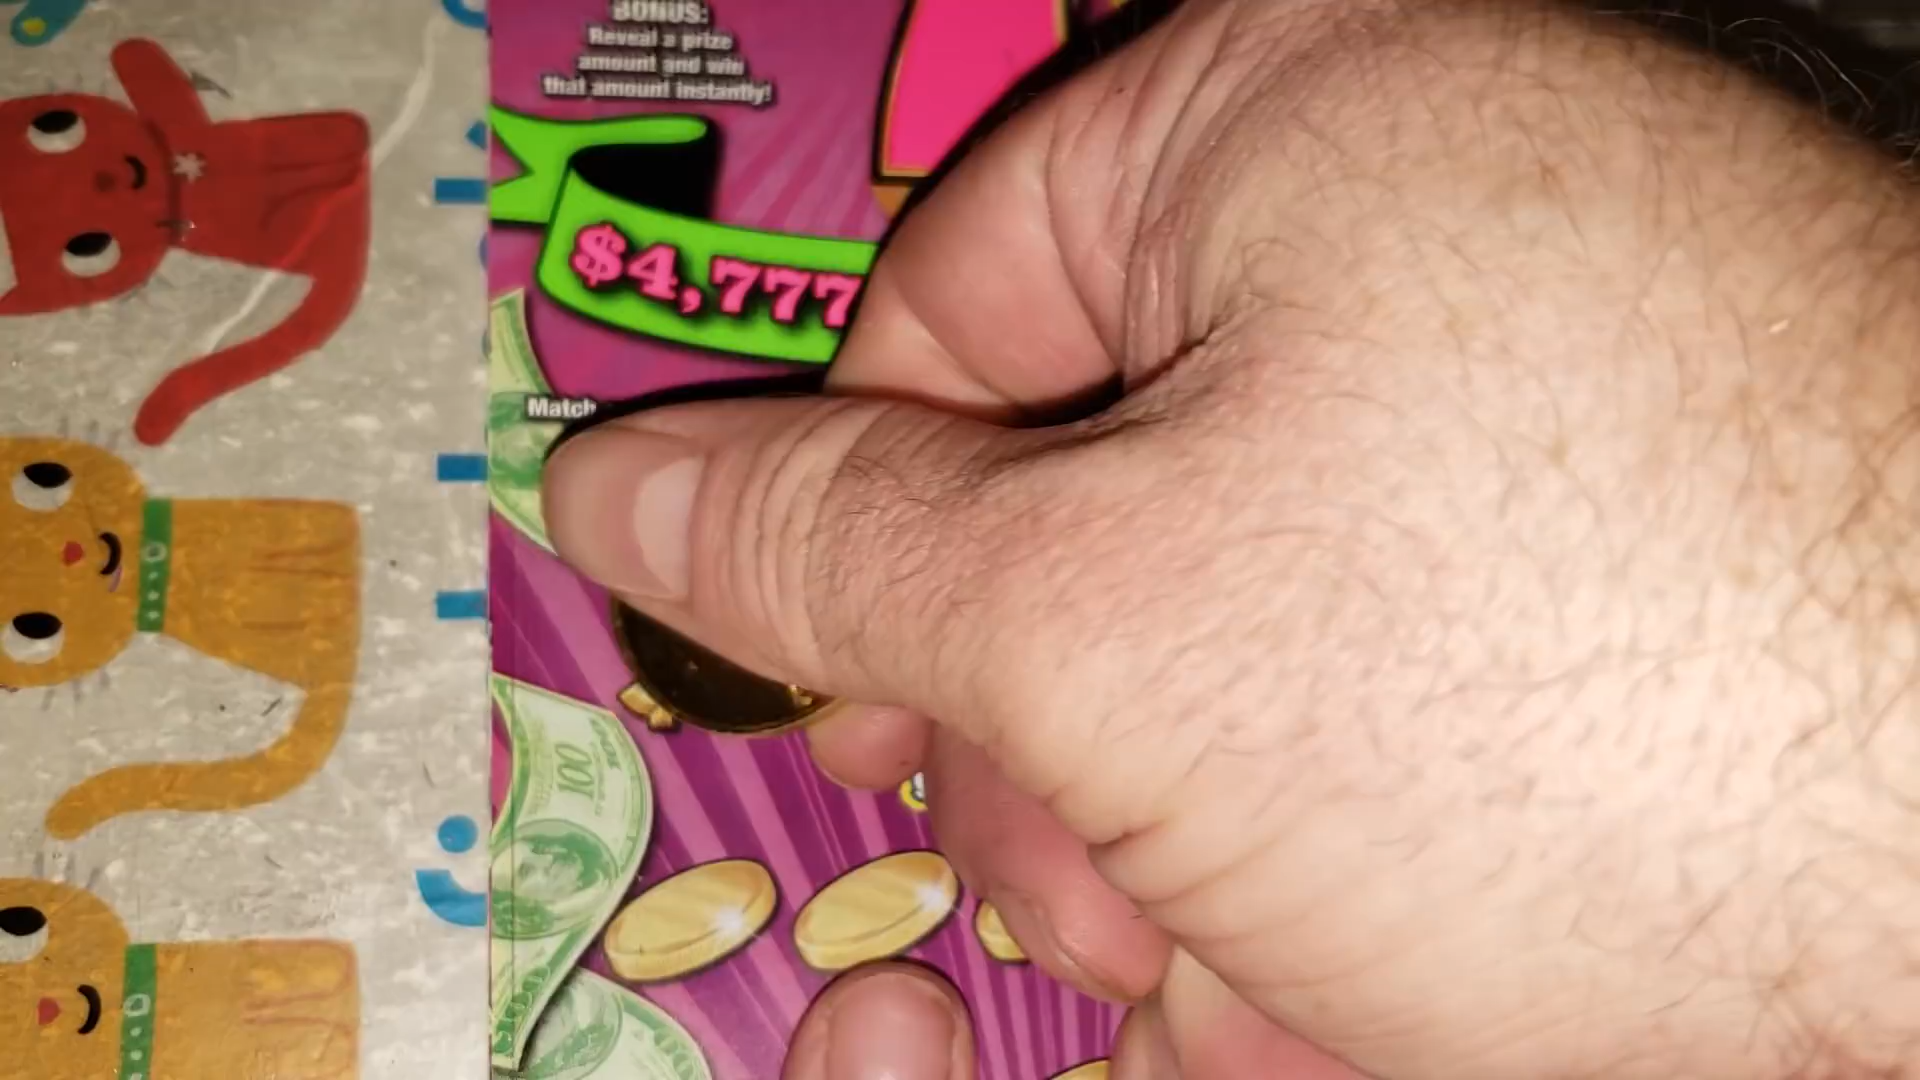 BONUS:
Reveal a prize
amount and win
that amount instantly!
$4,777
Match
100